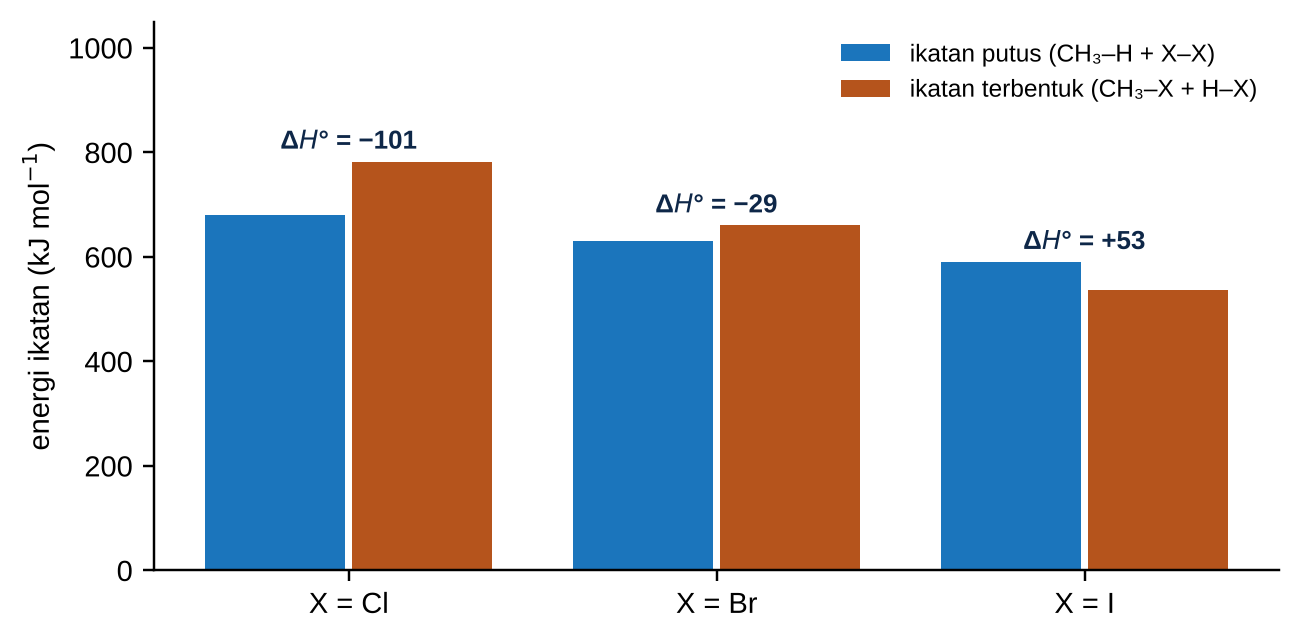 ikatan putus (CH₃–H + X–X)
ikatan terbentuk (CH₃–X + H–X)
energi ikatan (kJ mol⁻¹)
1000
800
600
400
200
0
ΔH° = −101
ΔH° = −29
ΔH° = +53
X = Cl
X = Br
X = I